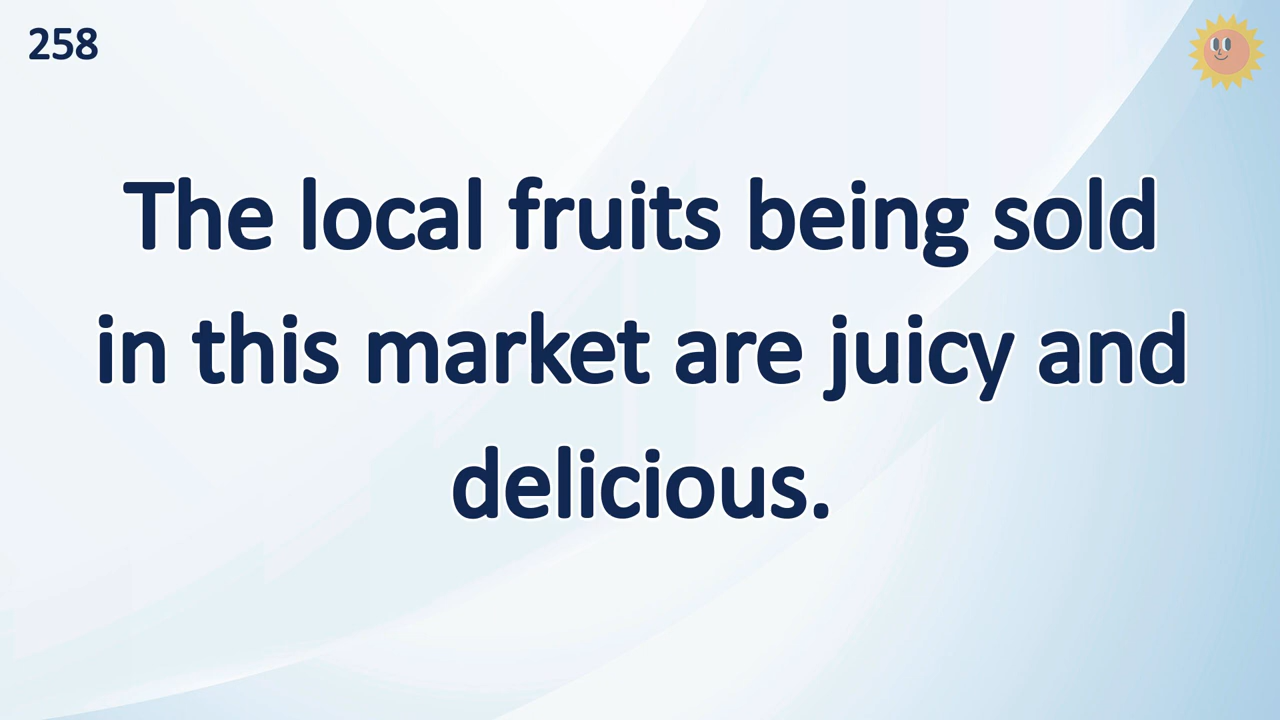 258
The local fruits being sold
in this market are juicy and
delicious.